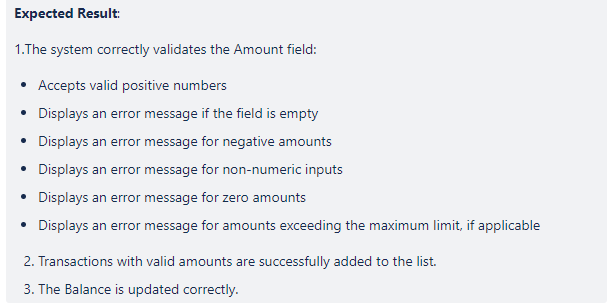 Expected Result:
1.The system correctly validates the Amount field:
• Accepts valid positive numbers
• Displays an error message if the field is empty
• Displays an error message for negative amounts
• Displays an error message for non-numeric inputs
• Displays an error message for zero amounts
• Displays an error message for amounts exceeding the maximum limit, if applicable
2. Transactions with valid amounts are successfully added to the list.
3. The Balance is updated correctly.